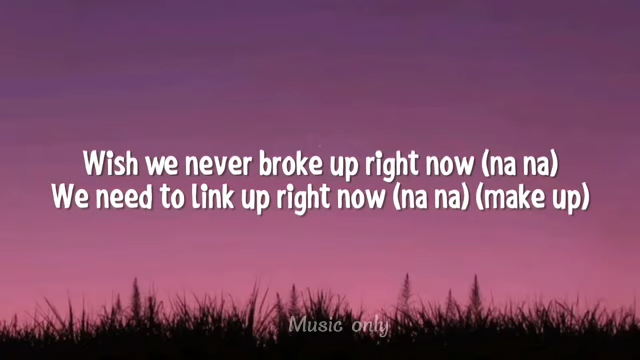 Wish we never broke up right now (na na)
We need to link up right now (na na) (make up)
Music only